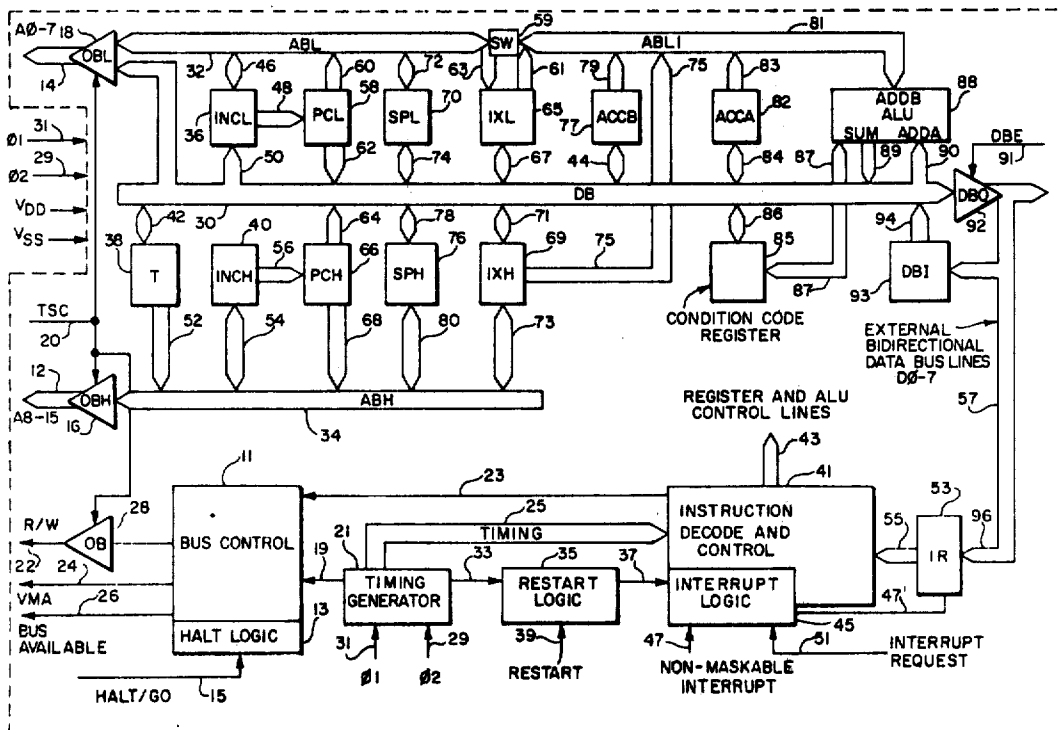 AØ-7
18
OBL
14
ABL
SW
59
ABLI
81
32
46
60
72
63
61
79
75
83
48
58
70
INCL
PCL
SPL
IXL
65
ACCB
ACCA
82
36
77
ADDB
ALU
88
SUM
ADDA
31
Ø1
29
Ø2
VDD
VSS
50
62
74
67
44
84
87
89
90
DBE
91
DB
30
DBO
92
42
40
64
78
71
86
94
38
T
INCH
56
PCH
66
SPH
76
IXH
69
75
85
DBI
93
87
CONDITION CODE
REGISTER
TSC
20
52
54
68
80
73
EXTERNAL
BIDIRECTIONAL
DATA BUS LINES
DØ-7
12
OBH
A8-15
16
ABH
34
REGISTER AND ALU
CONTROL LINES
57
43
11
23
41
28
R/W
22
OB
24
VMA
26
BUS
AVAILABLE
BUS CONTROL
25
TIMING
INSTRUCTION
DECODE AND
CONTROL
53
55
IR
96
19
21
TIMING
GENERATOR
33
35
RESTART
LOGIC
37
INTERRUPT
LOGIC
47'
45
13
HALT LOGIC
31
29
Ø1
Ø2
39
RESTART
47
NON-MASKABLE
INTERRUPT
51
INTERRUPT
REQUEST
HALT/GO
15